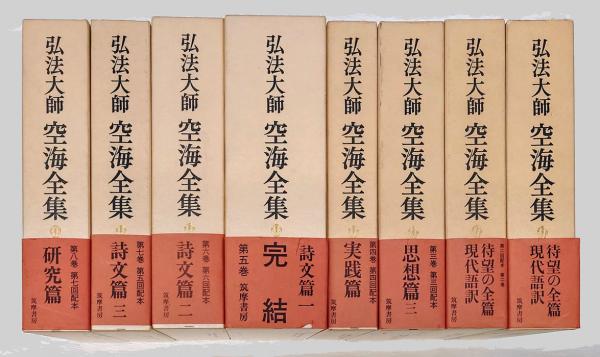 弘法大師 空海全集
待望の全篇
現代語訳
筑摩書房
弘法大師 空海全集
第二回配本 第二巻
待望の全篇
現代語訳
筑摩書房
弘法大師 空海全集
第三巻 第三回配本
思想篇 三
筑摩書房
弘法大師 空海全集
第四巻 第四回配本
実践篇
筑摩書房
弘法大師 空海全集
詩文篇 一
完結
第五巻 筑摩書房
弘法大師 空海全集
第六巻 第六回配本
詩文篇 二
筑摩書房
弘法大師 空海全集
第七巻 第五回配本
詩文篇 三
筑摩書房
弘法大師 空海全集
第八巻 第七回配本
研究篇
筑摩書房